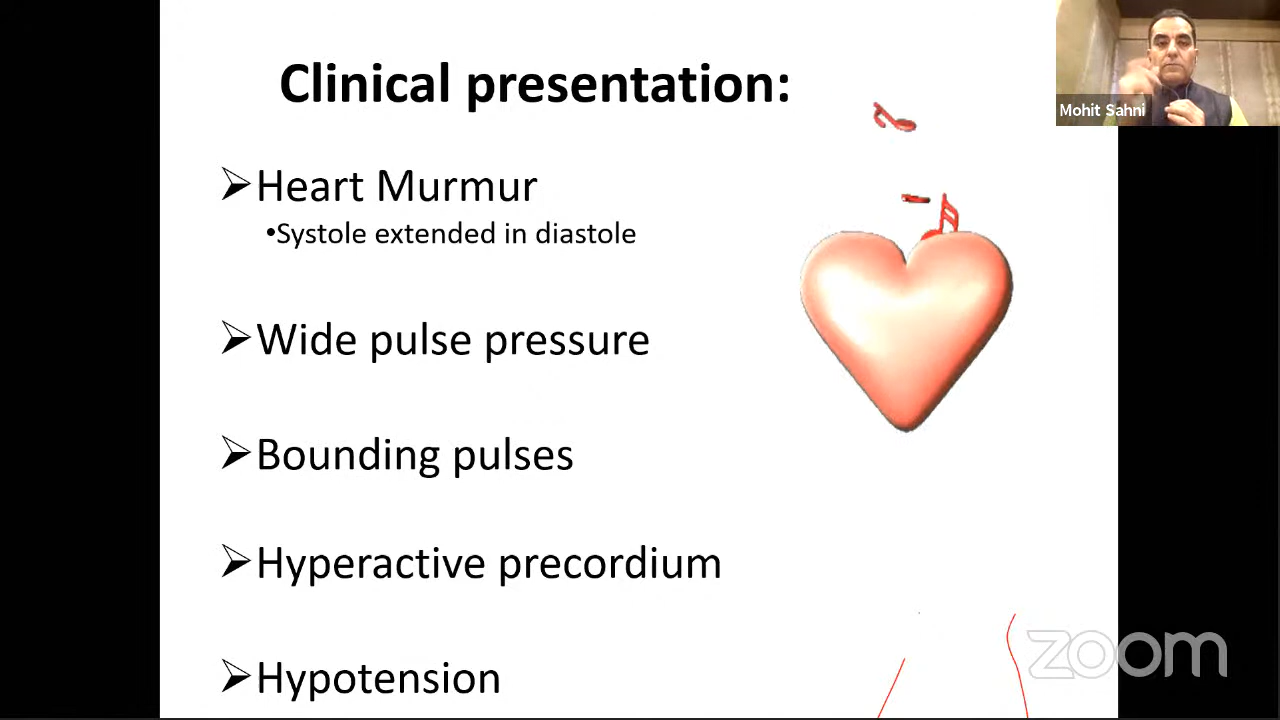 Clinical presentation:
Mohit Sahni
➢Heart Murmur
•Systole extended in diastole
➢Wide pulse pressure
➢Bounding pulses
➢Hyperactive precordium
➢Hypotension
zoom